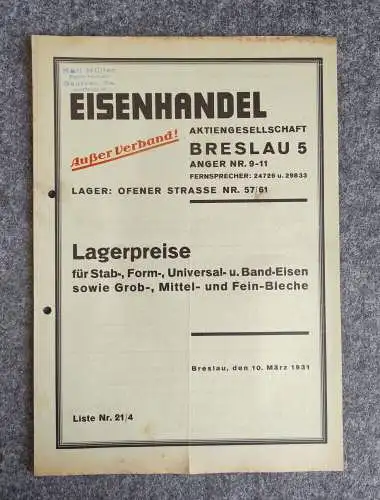 EISENHANDEL
Außer Verband!
AKTIENGESELLSCHAFT
BRESLAU 5
ANGER NR. 9-11
FERNSPRECHER: 24726 u. 29833
LAGER: OFENER STRASSE NR. 57/61
Lagerpreise
für Stab-, Form-, Universal- u. Band-Eisen
sowie Grob-, Mittel- und Fein-Bleche
Breslau, den 10. März 1931
Liste Nr. 21/4